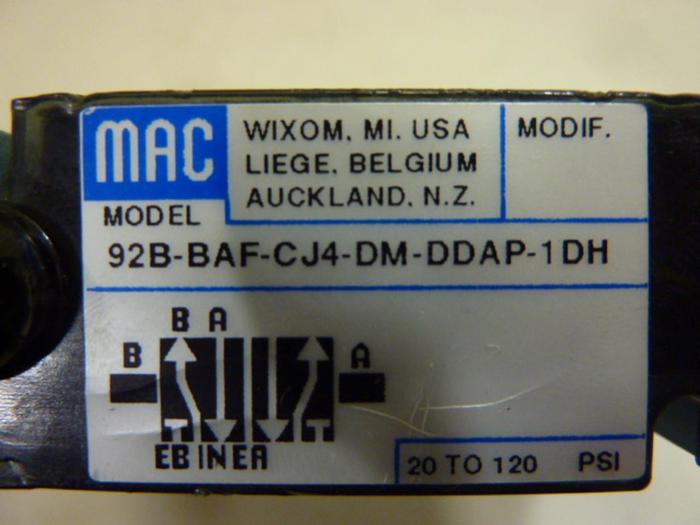 MAC
WIXOM, MI. USA
LIEGE, BELGIUM
AUCKLAND, N.Z.
MODIF.
MODEL
92B-BAF-CJ4-DM-DDAP-1DH
B A
B
A
EB IN EA
20 TO 120 PSI